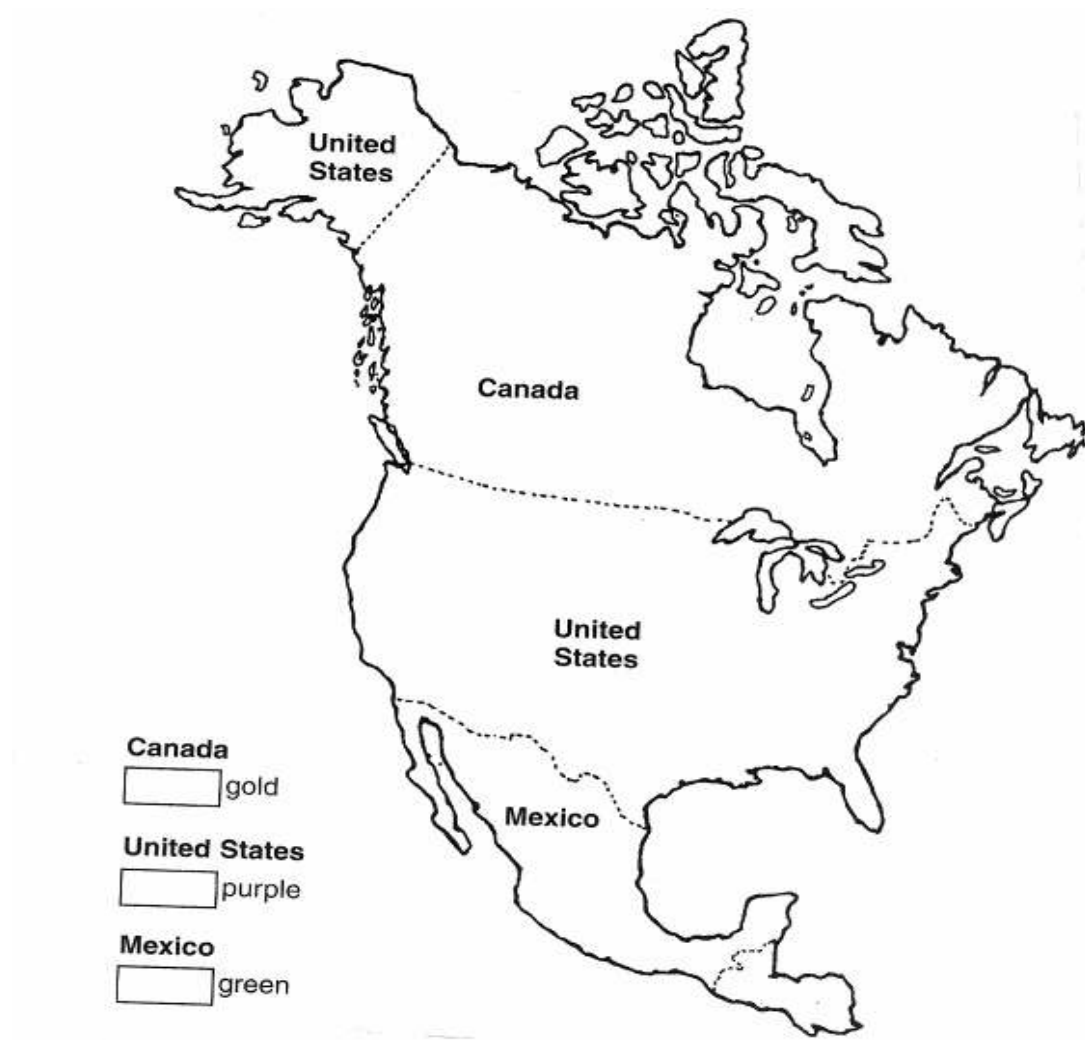 United
States
Canada
United
States
Mexico
Canada
gold
United States
purple
Mexico
green